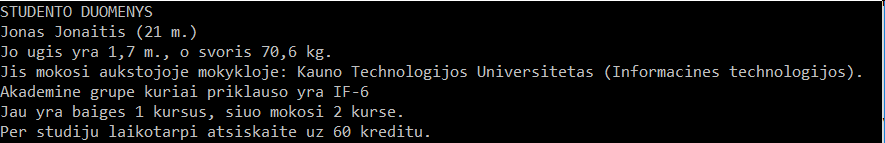 STUDENTO DUOMENYS
Jonas Jonaitis (21 m.)
Jo ugis yra 1,7 m., o svoris 70,6 kg.
Jis mokosi aukstojoje mokykloje: Kauno Technologijos Universitetas (Informacines technologijos).
Akademine grupe kuriai priklauso yra IF-6
Jau yra baiges 1 kursus, siuo mokosi 2 kurse.
Per studiju laikotarpi atsiskaite uz 60 kreditu.